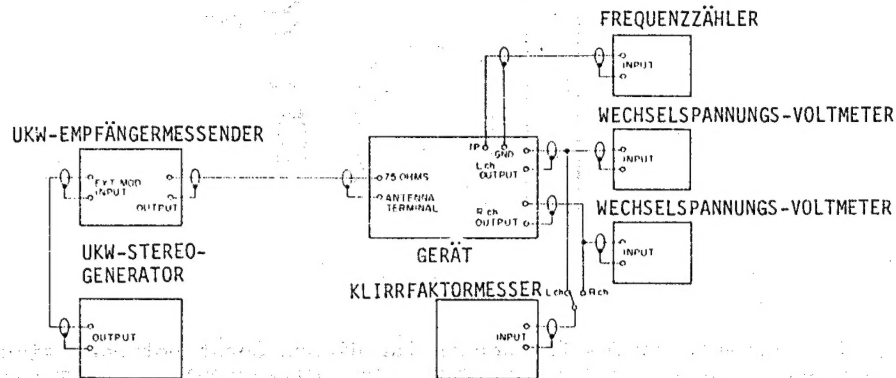 FREQUENZZÄHLER
INPUT
WECHSELSPANNUNGS-VOLTMETER
INPUT
UKW-EMPFÄNGERMESSENDER
EXT. MOD
INPUT
OUTPUT
TP
GND
75 OHMS
ANTENNA
TERMINAL
L.ch
OUTPUT
R.ch
OUTPUT
GERÄT
WECHSELSPANNUNGS-VOLTMETER
INPUT
UKW-STEREO-
GENERATOR
OUTPUT
KLIRRFAKTORMESSER
L.ch
R.ch
INPUT